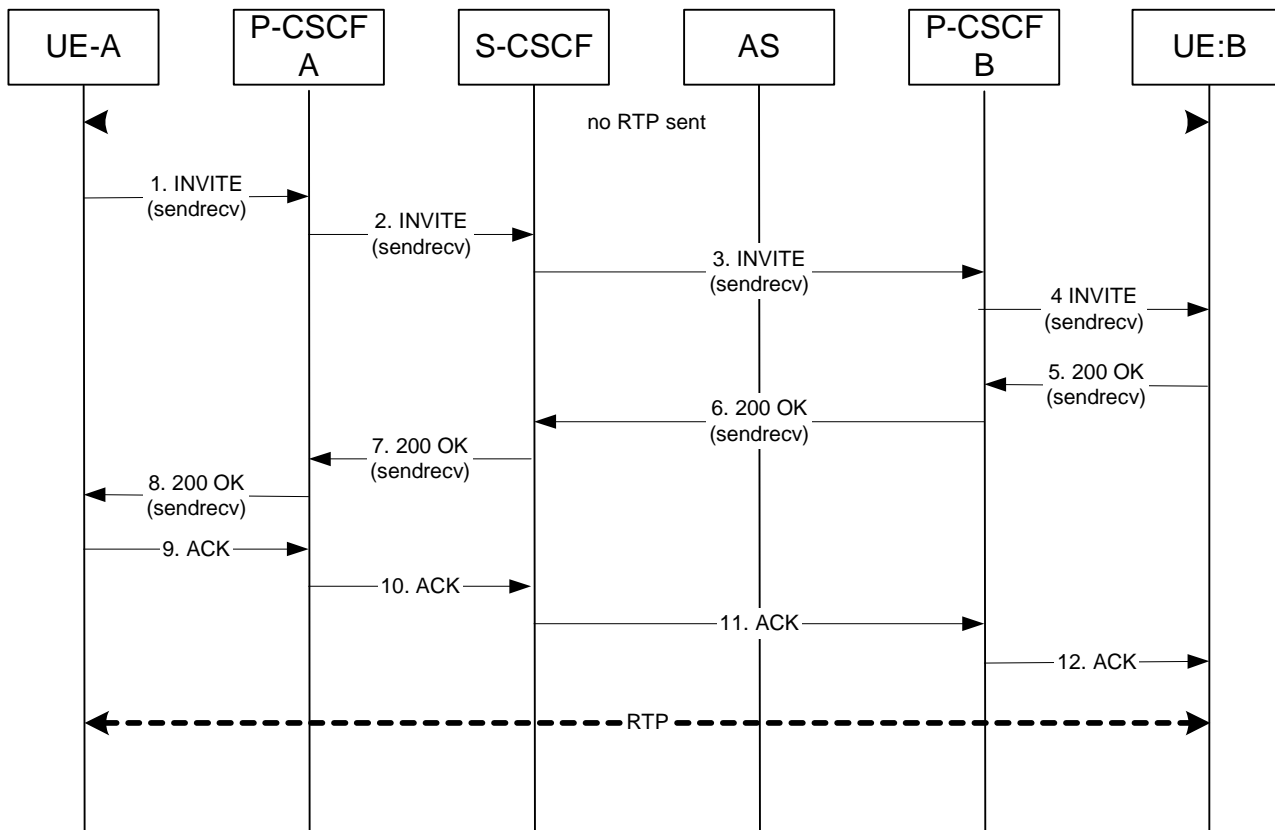 UE-A
P-CSCF
A
S-CSCF
AS
P-CSCF
B
UE:B
no RTP sent
1. INVITE
(sendrecv)
2. INVITE
(sendrecv)
3. INVITE
(sendrecv)
4 INVITE
(sendrecv)
5. 200 OK
(sendrecv)
6. 200 OK
(sendrecv)
7. 200 OK
(sendrecv)
8. 200 OK
(sendrecv)
9. ACK
10. ACK
11. ACK
12. ACK
RTP